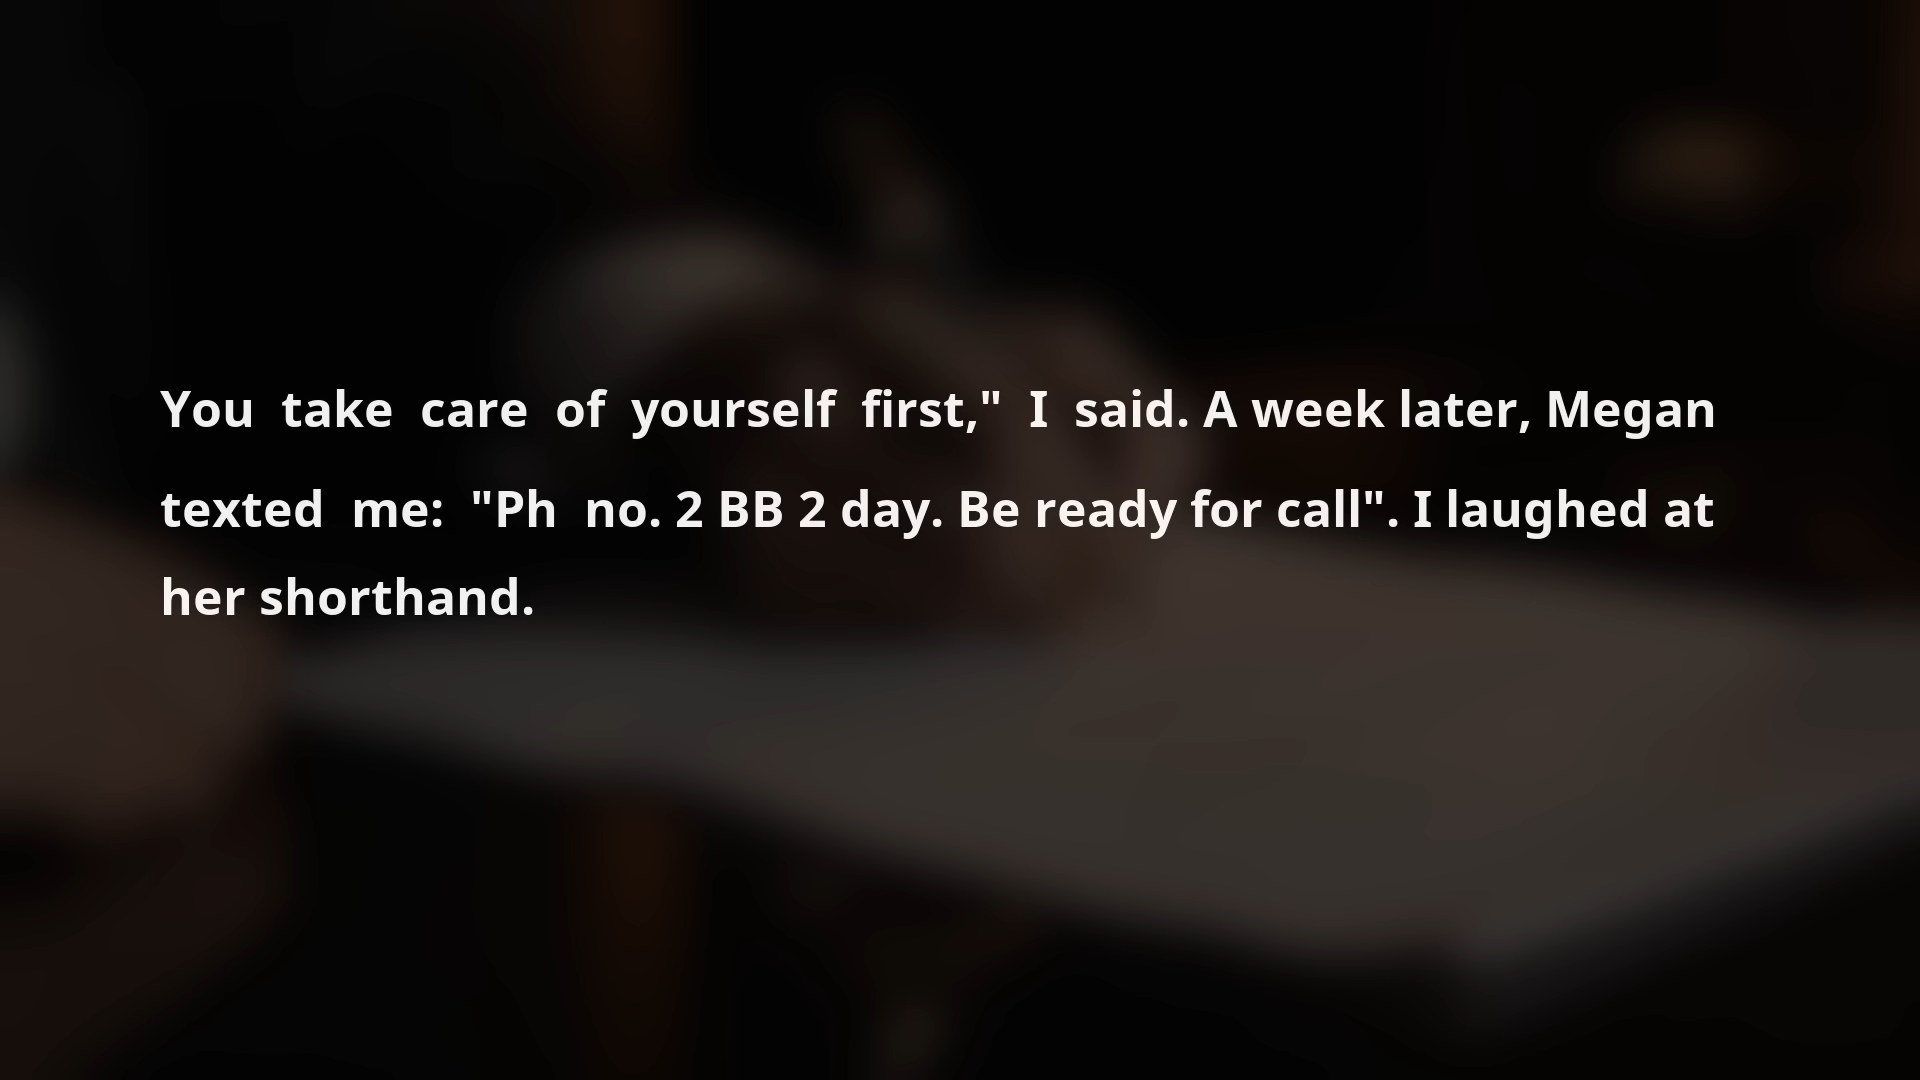 You take care of yourself first," I said. A week later, Megan
texted me: "Ph no. 2 BB 2 day. Be ready for call". I laughed at
her shorthand.